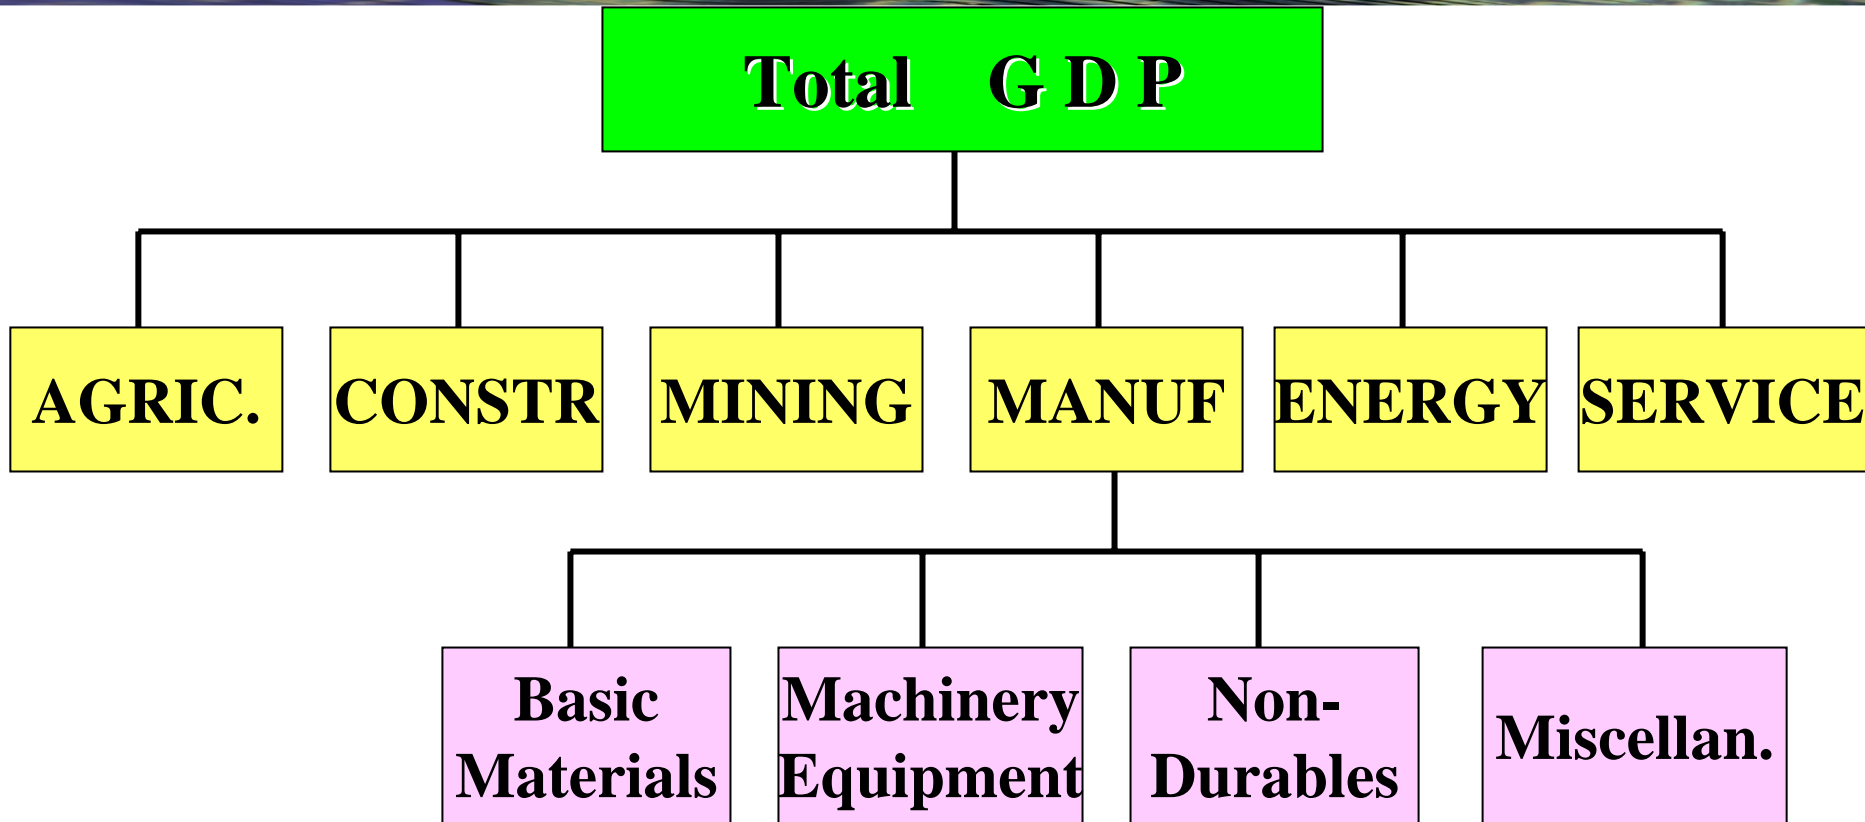 Total G D P
AGRIC. CONSTR MINING MANUF ENERGY SERVICE
Basic
Materials
Machinery
Equipment
Non-
Durables
Miscellan.